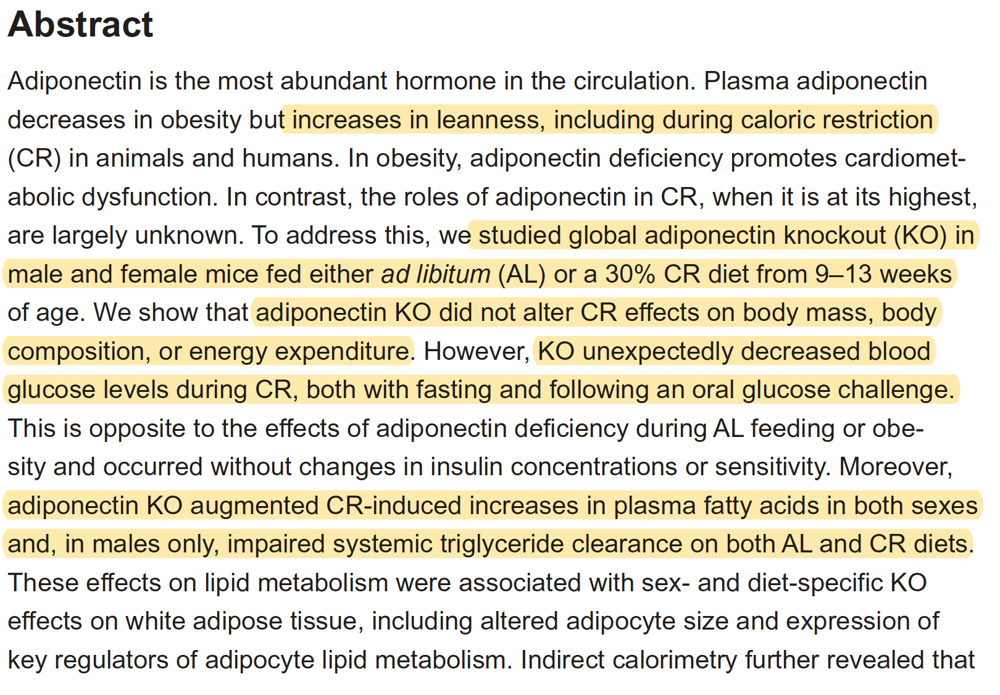 Abstract
Adiponectin is the most abundant hormone in the circulation. Plasma adiponectin
decreases in obesity but increases in leanness, including during caloric restriction
(CR) in animals and humans. In obesity, adiponectin deficiency promotes cardiomet-
abolic dysfunction. In contrast, the roles of adiponectin in CR, when it is at its highest,
are largely unknown. To address this, we studied global adiponectin knockout (KO) in
male and female mice fed either ad libitum (AL) or a 30% CR diet from 9–13 weeks
of age. We show that adiponectin KO did not alter CR effects on body mass, body
composition, or energy expenditure. However, KO unexpectedly decreased blood
glucose levels during CR, both with fasting and following an oral glucose challenge.
This is opposite to the effects of adiponectin deficiency during AL feeding or obe-
sity and occurred without changes in insulin concentrations or sensitivity. Moreover,
adiponectin KO augmented CR-induced increases in plasma fatty acids in both sexes
and, in males only, impaired systemic triglyceride clearance on both AL and CR diets.
These effects on lipid metabolism were associated with sex- and diet-specific KO
effects on white adipose tissue, including altered adipocyte size and expression of
key regulators of adipocyte lipid metabolism. Indirect calorimetry further revealed that